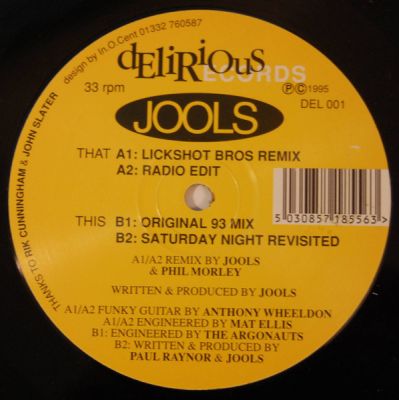 design by In.O.Cent 01332 760587
dEliRiOuS
RECORDS
33 rpm
℗©1995
DEL 001
JOOLS
THAT A1: LICKSHOT BROS REMIX
A2: RADIO EDIT
THIS B1: ORIGINAL 93 MIX
B2: SATURDAY NIGHT REVISITED
5 030857 185563 >
A1/A2 REMIX BY JOOLS
& PHIL MORLEY
WRITTEN & PRODUCED BY JOOLS
A1/A2 FUNKY GUITAR BY ANTHONY WHEELDON
A1/A2 ENGINEERED BY MAT ELLIS
B1: ENGINEERED BY THE ARGONAUTS
B2: WRITTEN & PRODUCED BY
PAUL RAYNOR & JOOLS
THANKS TO RIK CUNNINGHAM & JOHN SLATER